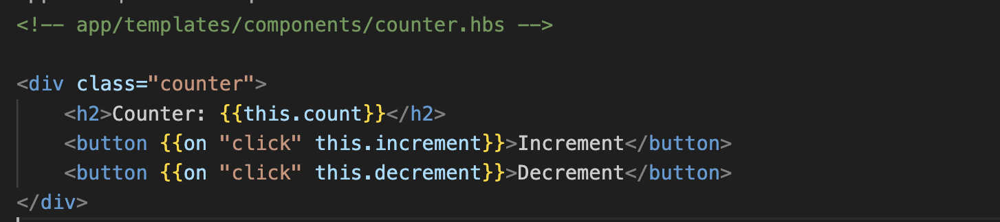 <!-- app/templates/components/counter.hbs -->
<div class="counter">
<h2>Counter: {{this.count}}</h2>
<button {{on "click" this.increment}}>Increment</button>
<button {{on "click" this.decrement}}>Decrement</button>
</div>